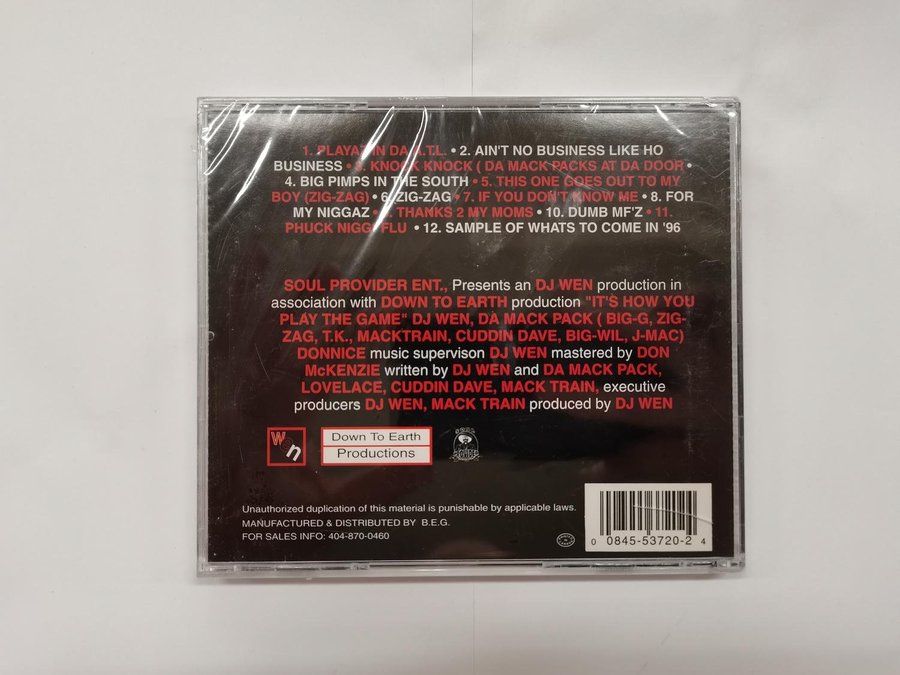 1. PLAYAZ IN DA A.T.L. • 2. AIN'T NO BUSINESS LIKE HO
BUSINESS • 3. KNOCK KNOCK ( DA MACK PACKS AT DA DOOR •
4. BIG PIMPS IN THE SOUTH • 5. THIS ONE GOES OUT TO MY
BOY (ZIG-ZAG) • 6. ZIG-ZAG • 7. IF YOU DON'T KNOW ME • 8. FOR
MY NIGGAZ • 9. THANKS 2 MY MOMS • 10. DUMB MF'Z • 11.
PHUCK NIGGA FLU • 12. SAMPLE OF WHATS TO COME IN '96
SOUL PROVIDER ENT., Presents an DJ WEN production in
association with DOWN TO EARTH production "IT'S HOW YOU
PLAY THE GAME" DJ WEN, DA MACK PACK ( BIG-G, ZIG-
ZAG, T.K., MACKTRAIN, CUDDIN DAVE, BIG-WIL, J-MAC)
DONNICE music supervison DJ WEN mastered by DON
McKENZIE written by DJ WEN and DA MACK PACK,
LOVELACE, CUDDIN DAVE, MACK TRAIN, executive
producers DJ WEN, MACK TRAIN produced by DJ WEN
Wen
Down To Earth
Productions
Unauthorized duplication of this material is punishable by applicable laws.
MANUFACTURED & DISTRIBUTED BY B.E.G.
FOR SALES INFO: 404-870-0460
0 0845-53720-2 4